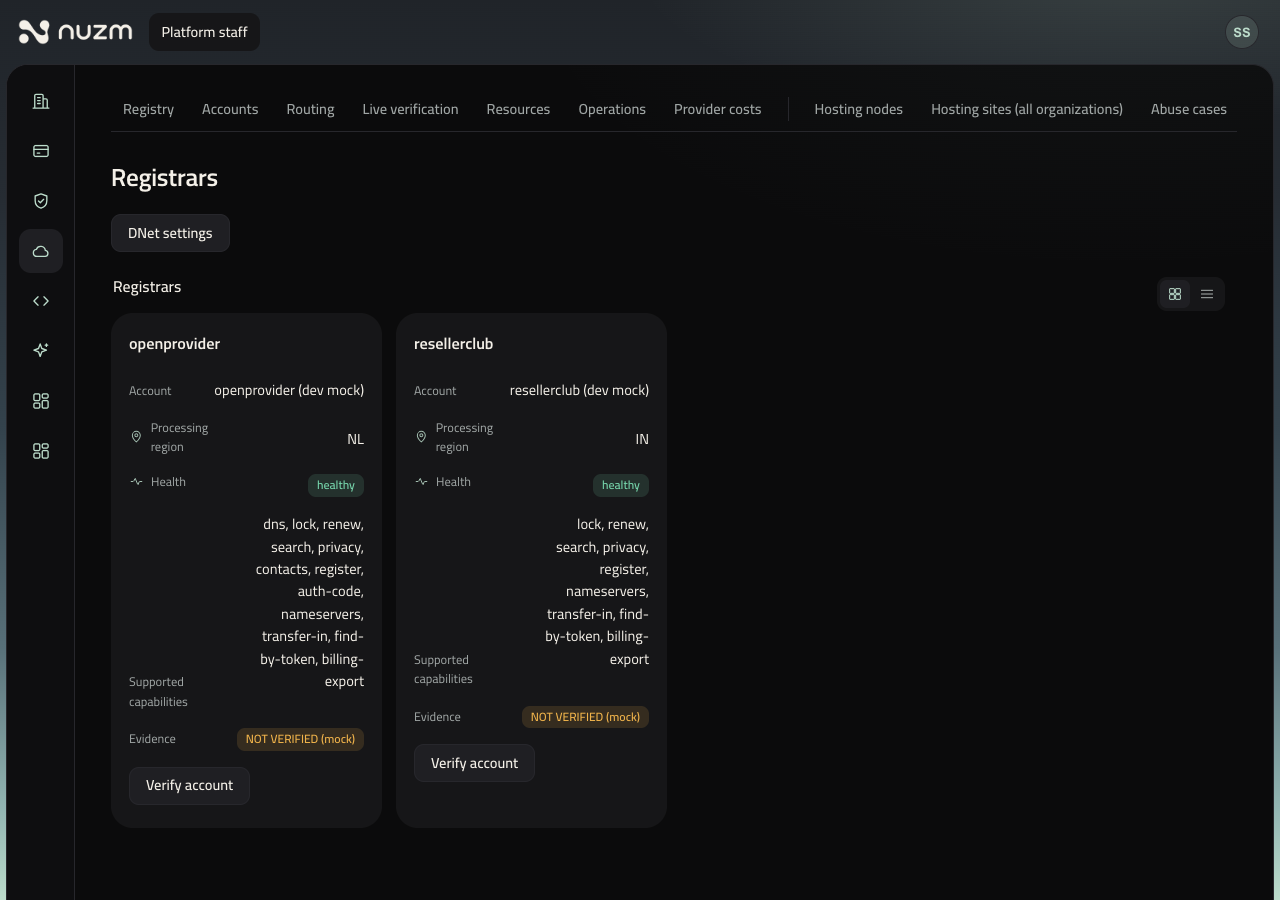 nuzm
Platform staff
SS
Registry
Accounts
Routing
Live verification
Resources
Operations
Provider costs
Hosting nodes
Hosting sites (all organizations)
Abuse cases
Registrars
DNet settings
Registrars
openprovider
Account
openprovider (dev mock)
Processing
region
NL
Health
healthy
Supported
capabilities
dns, lock, renew,
search, privacy,
contacts, register,
auth-code,
nameservers,
transfer-in, find-
by-token, billing-
export
Evidence
NOT VERIFIED (mock)
Verify account
resellerclub
Account
resellerclub (dev mock)
Processing
region
IN
Health
healthy
Supported
capabilities
lock, renew,
search, privacy,
register,
nameservers,
transfer-in, find-
by-token, billing-
export
Evidence
NOT VERIFIED (mock)
Verify account